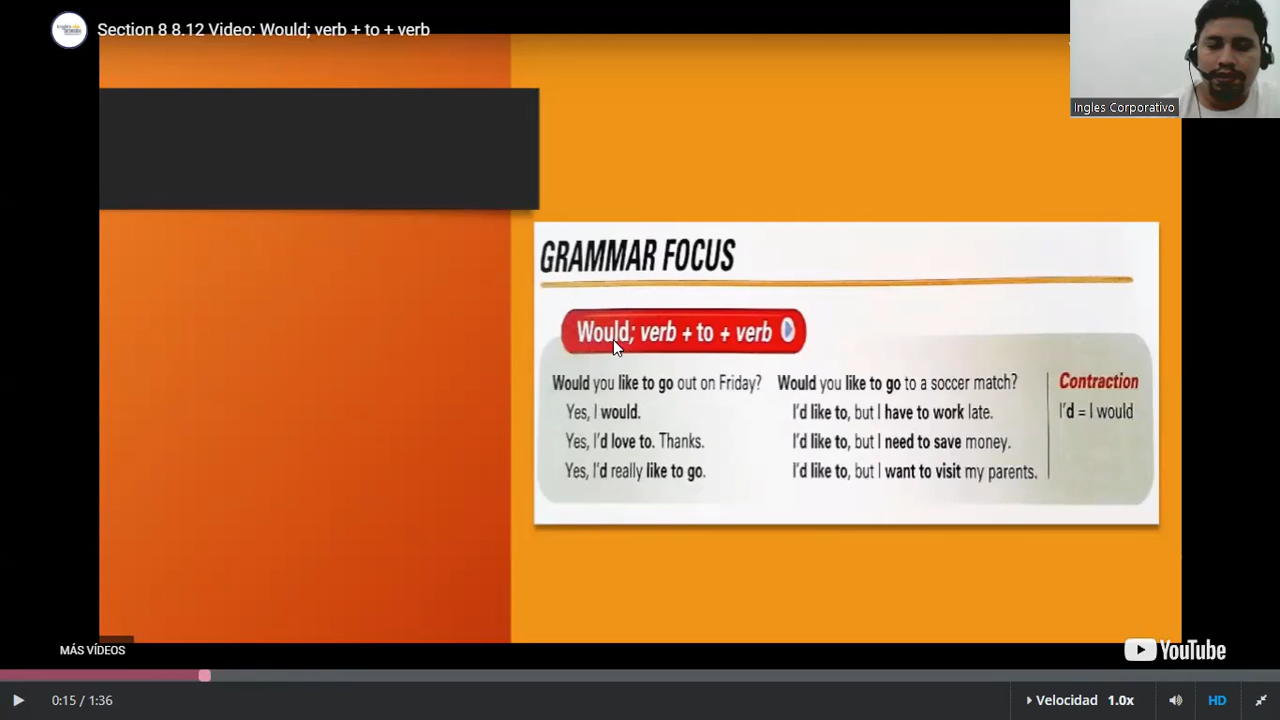 Section 8 8.12 Video: Would; verb + to + verb
Ingles Corporativo
GRAMMAR FOCUS
Would; verb + to + verb
Would you like to go out on Friday?
Yes, I would.
Yes, I'd love to. Thanks.
Yes, I'd really like to go.
Would you like to go to a soccer match?
I'd like to, but I have to work late.
I'd like to, but I need to save money.
I'd like to, but I want to visit my parents.
Contraction
I'd = I would
MÁS VÍDEOS
YouTube
0:15 / 1:36
Velocidad 1.0x
HD